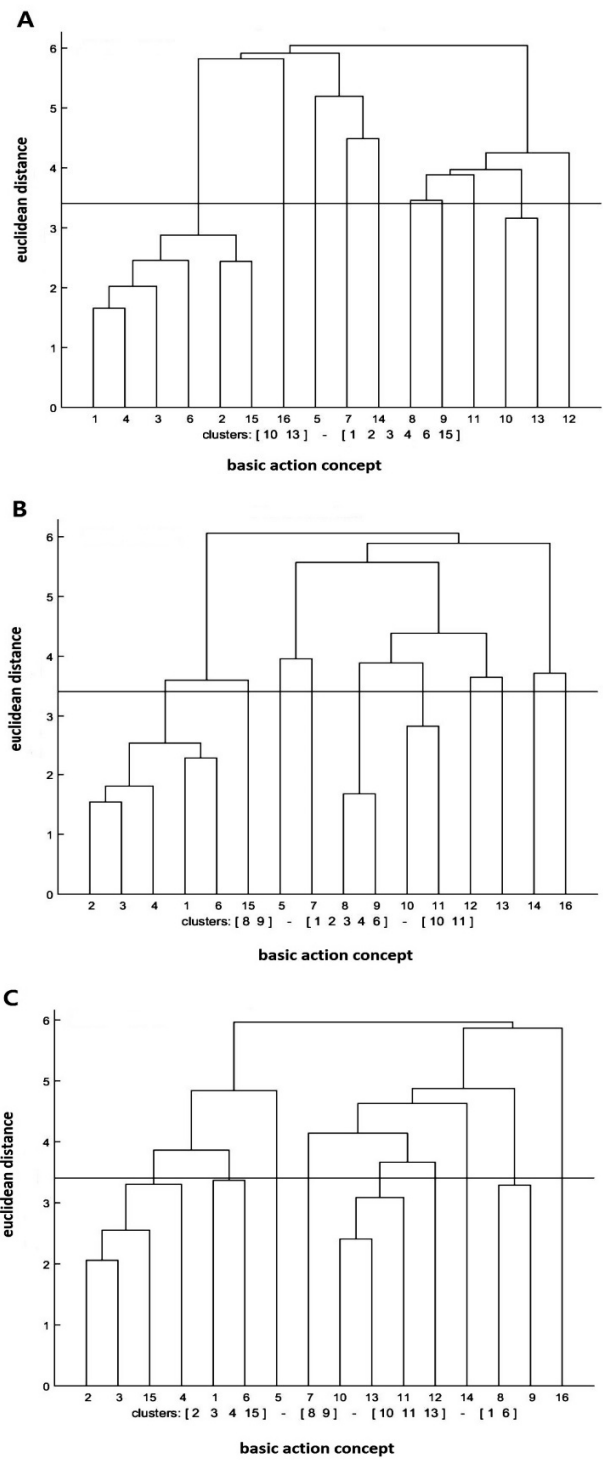 A
6
5
4
3
2
1
0
euclidean distance
1 4 3 6 2 15 16 5 7 14 8 9 11 10 13 12
clusters: [ 10 13 ] - [ 1 2 3 4 6 15 ]
basic action concept
B
6
5
4
3
2
1
0
euclidean distance
2 3 4 1 6 15 5 7 8 9 10 11 12 13 14 16
clusters: [ 8 9 ] - [ 1 2 3 4 6 ] - [ 10 11 ]
basic action concept
C
6
5
4
3
2
1
0
euclidean distance
2 3 15 4 1 6 5 7 10 13 11 12 14 8 9 16
clusters: [ 2 3 4 15 ] - [ 8 9 ] - [ 10 11 13 ] - [ 1 6 ]
basic action concept